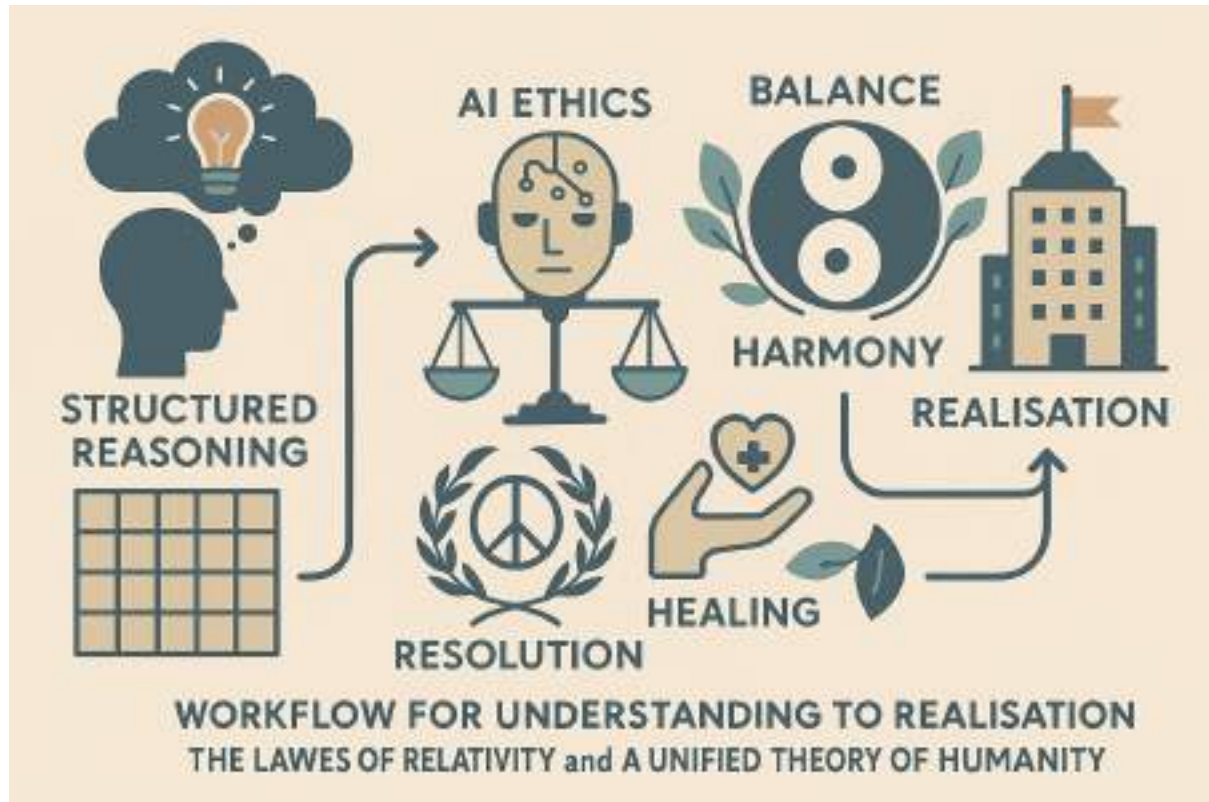 AI ETHICS
BALANCE
HARMONY
STRUCTURED
REASONING
REALISATION
HEALING
RESOLUTION
WORKFLOW FOR UNDERSTANDING TO REALISATION
THE LAWES OF RELATIVITY and A UNIFIED THEORY OF HUMANITY